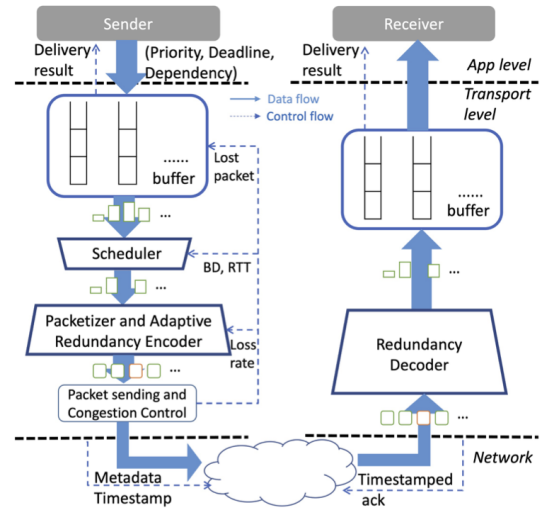 Sender
Receiver
Delivery
result
(Priority, Deadline,
Dependency)
Delivery
result
App level
Transport
level
Data flow
Control flow
......
buffer
Lost
packet
......
buffer
...
Scheduler
BD, RTT
...
...
Packetizer and Adaptive
Redundancy Encoder
Loss
rate
Redundancy
Decoder
...
Packet sending and
Congestion Control
...
Metadata
Timestamp
Timestamped
ack
Network